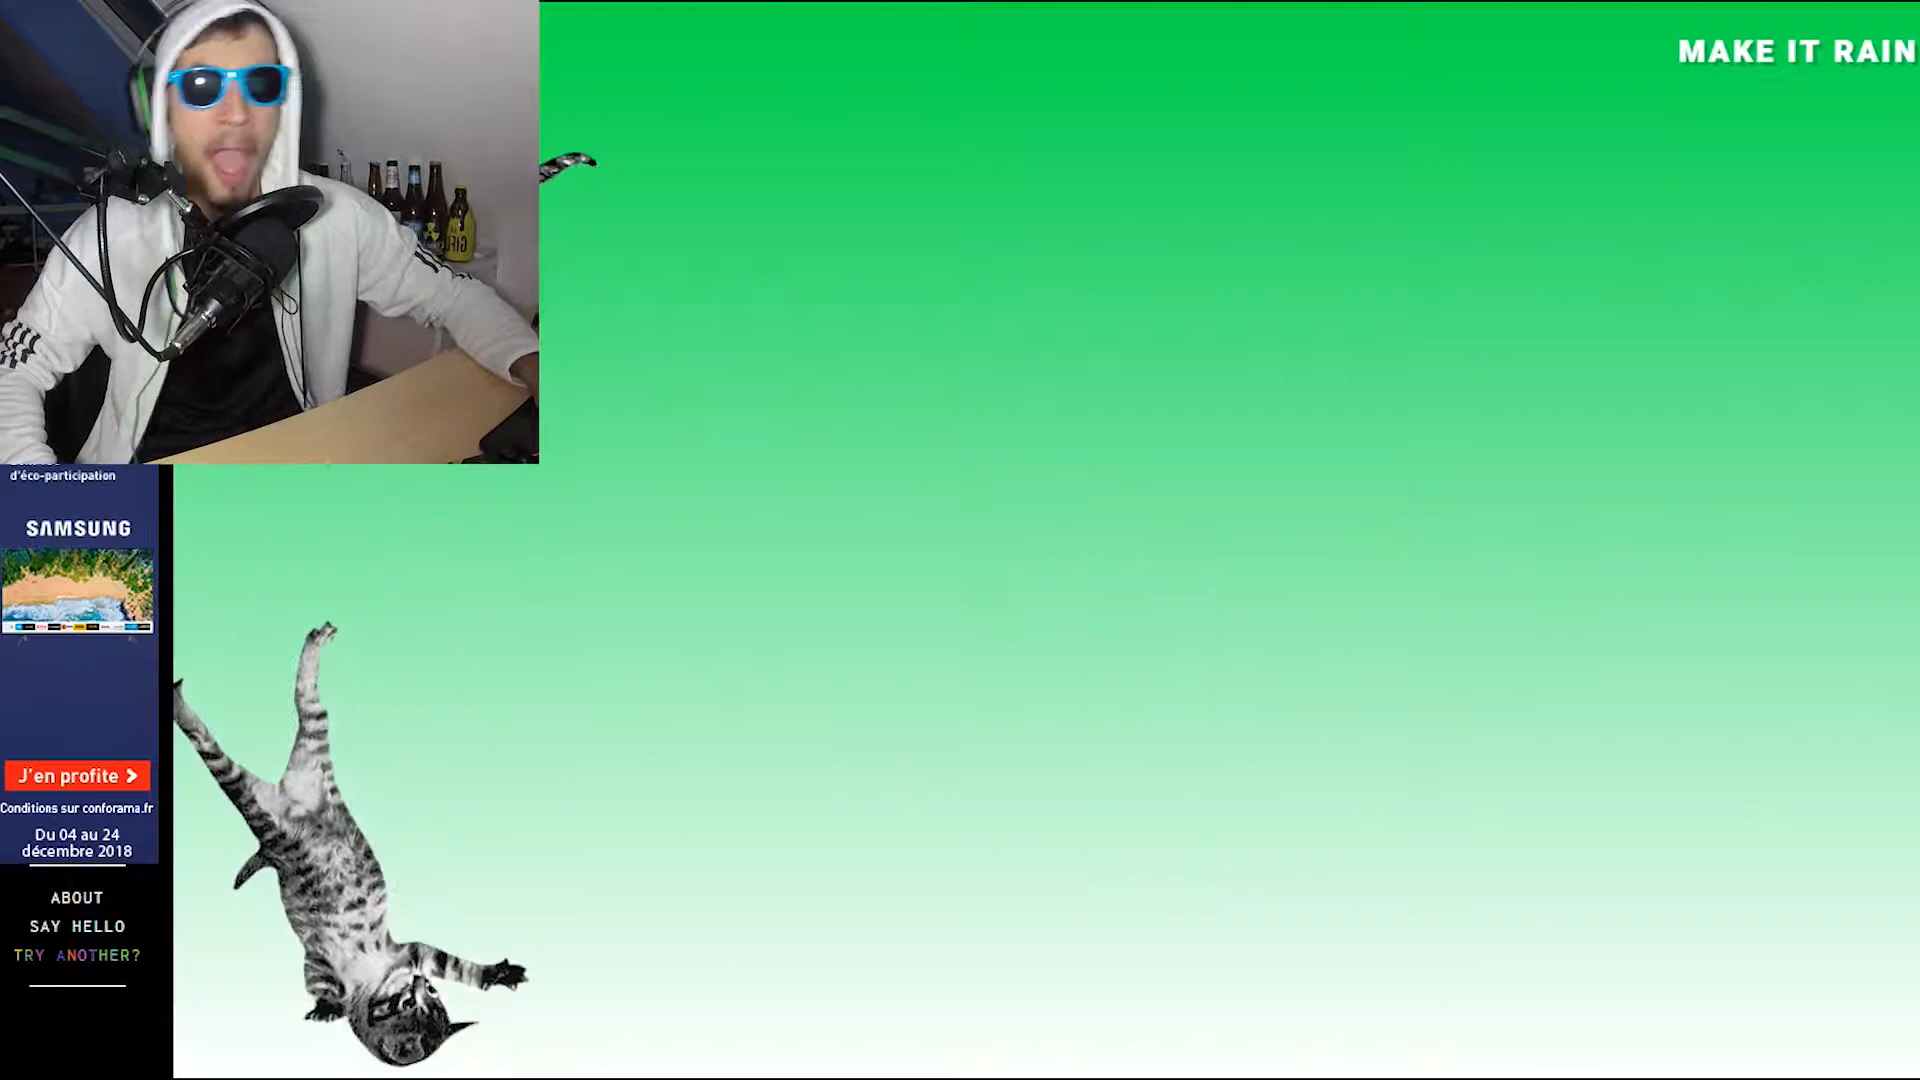 MAKE IT RAIN
d'éco-participation
SAMSUNG
J'en profite
Conditions sur conforama.fr
Du 04 au 24
décembre 2018
ABOUT
SAY HELLO
TRY ANOTHER?